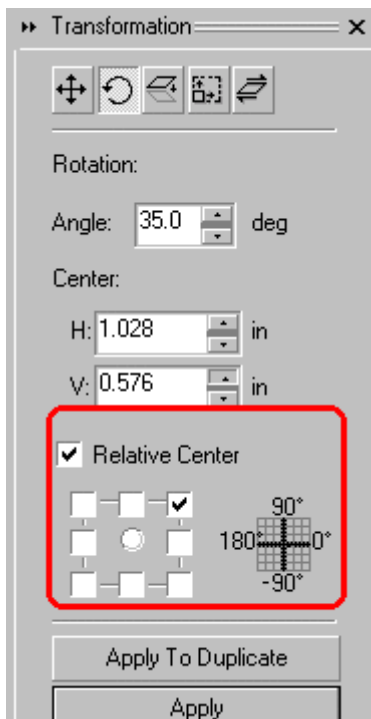 Transformation
Rotation:
Angle: 35.0 deg
Center:
H: 1.028 in
V: 0.576 in
Relative Center
90°
180° 0°
-90°
Apply To Duplicate
Apply